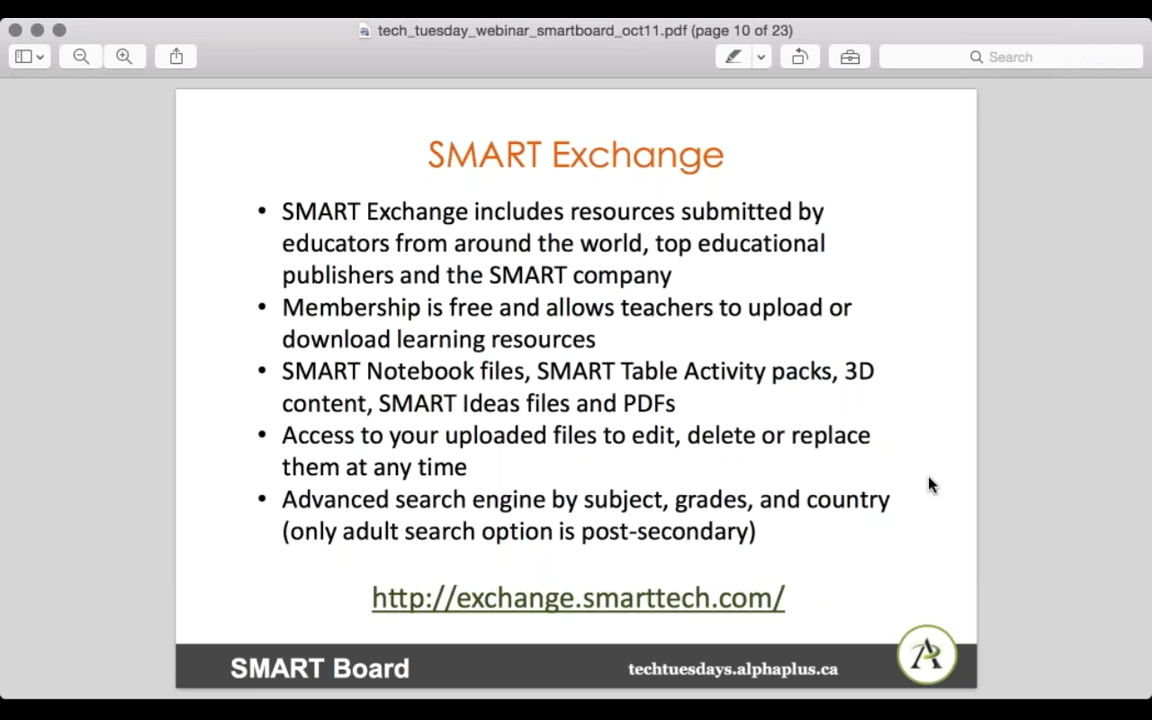 tech_tuesday_webinar_smartboard_oct11.pdf (page 10 of 23)
Search
SMART Exchange
• SMART Exchange includes resources submitted by
educators from around the world, top educational
publishers and the SMART company
• Membership is free and allows teachers to upload or
download learning resources
• SMART Notebook files, SMART Table Activity packs, 3D
content, SMART Ideas files and PDFs
• Access to your uploaded files to edit, delete or replace
them at any time
• Advanced search engine by subject, grades, and country
(only adult search option is post-secondary)
http://exchange.smarttech.com/
SMART Board
techtuesdays.alphaplus.ca